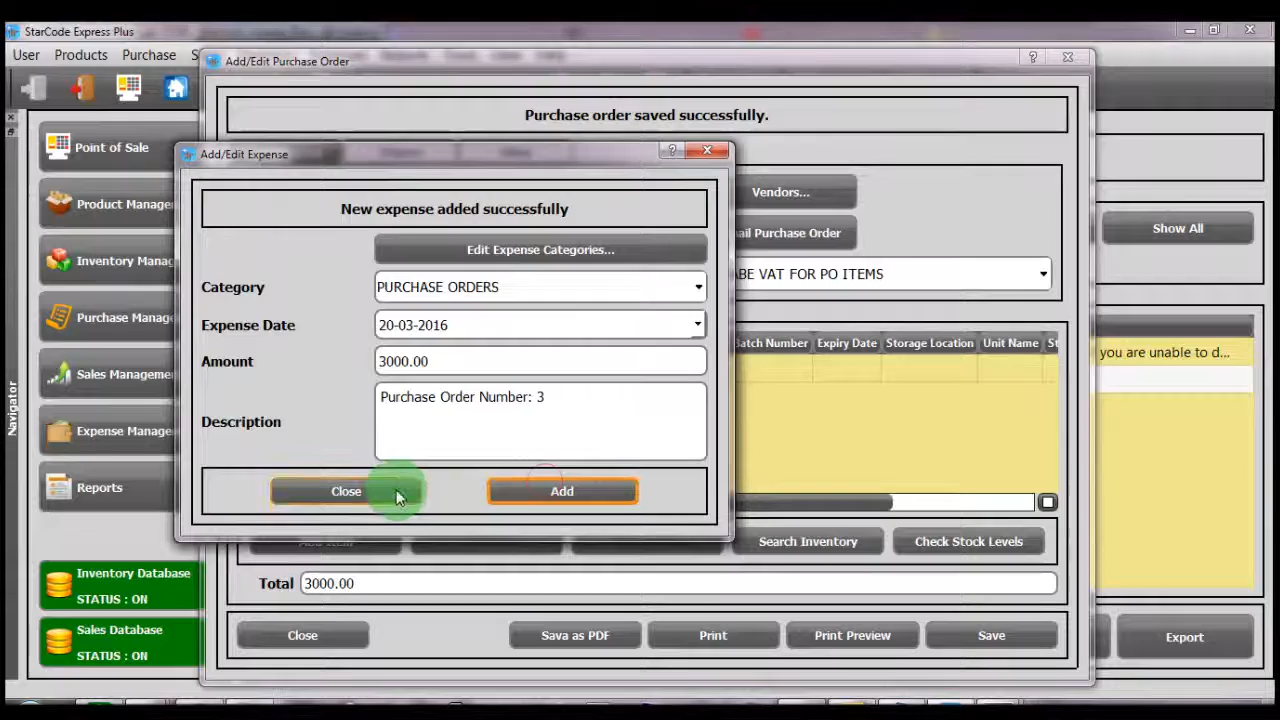 StarCode Express Plus
User Products Purchase S
Add/Edit Purchase Order
Purchase order saved successfully.
Point of Sale
Add/Edit Expense
New expense added successfully
Vendors...
Product Manage
Show All
ail Purchase Order
Edit Expense Categories...
Inventory Manag
ABE VAT FOR PO ITEMS
Category PURCHASE ORDERS
Purchase Manag
Expense Date 20-03-2016
Batch Number Expiry Date Storage Location Unit Name St
you are unable to d...
Amount 3000.00
Sales Manageme
Purchase Order Number: 3
Description
Navigator
Expense Manag
Reports
Close Add
Search Inventory Check Stock Levels
Inventory Database
STATUS : ON
Total 3000.00
Sales Database
STATUS : ON
Close Sava as PDF Print Print Preview Save Export